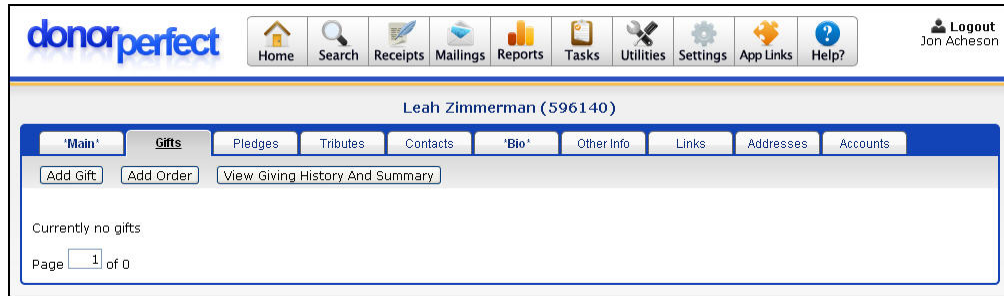 donorperfect
Home Search Receipts Mailings Reports Tasks Utilities Settings App Links Help?
Logout
Jon Acheson
Leah Zimmerman (596140)
*Main* Gifts Pledges Tributes Contacts *Bio* Other Info Links Addresses Accounts
Add Gift Add Order View Giving History And Summary
Currently no gifts
Page 1 of 0